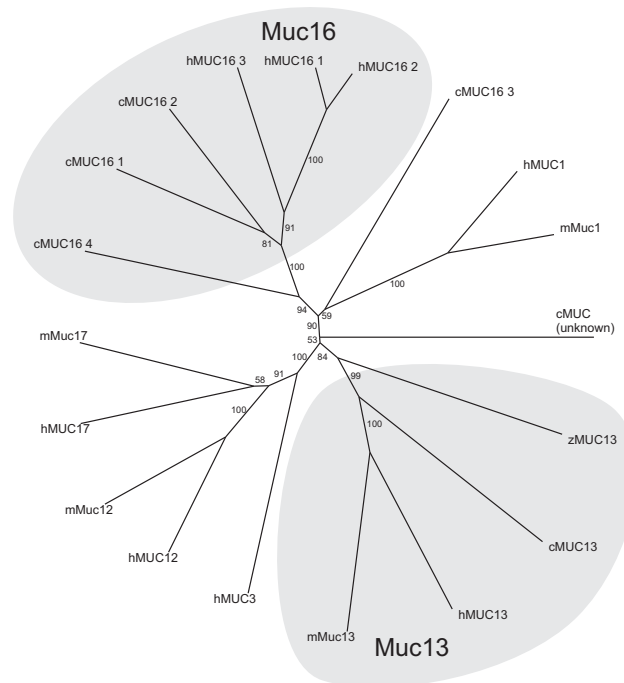 Muc16
hMUC16 3
hMUC16 1
hMUC16 2
cMUC16 3
cMUC16 2
cMUC16 1
cMUC16 4
hMUC1
mMuc1
100
91
81
100
94
59
100
90
53
cMUC
(unknown)
mMuc17
100
84
91
58
99
100
100
hMUC17
zMUC13
mMuc12
cMUC13
hMUC12
hMUC3
hMUC13
mMuc13
Muc13